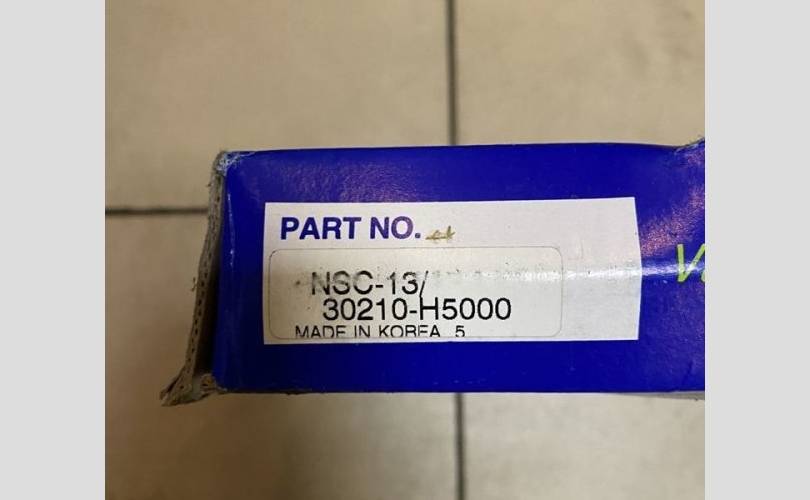 PART NO.
NSC-13/
30210-H5000
MADE IN KOREA 5